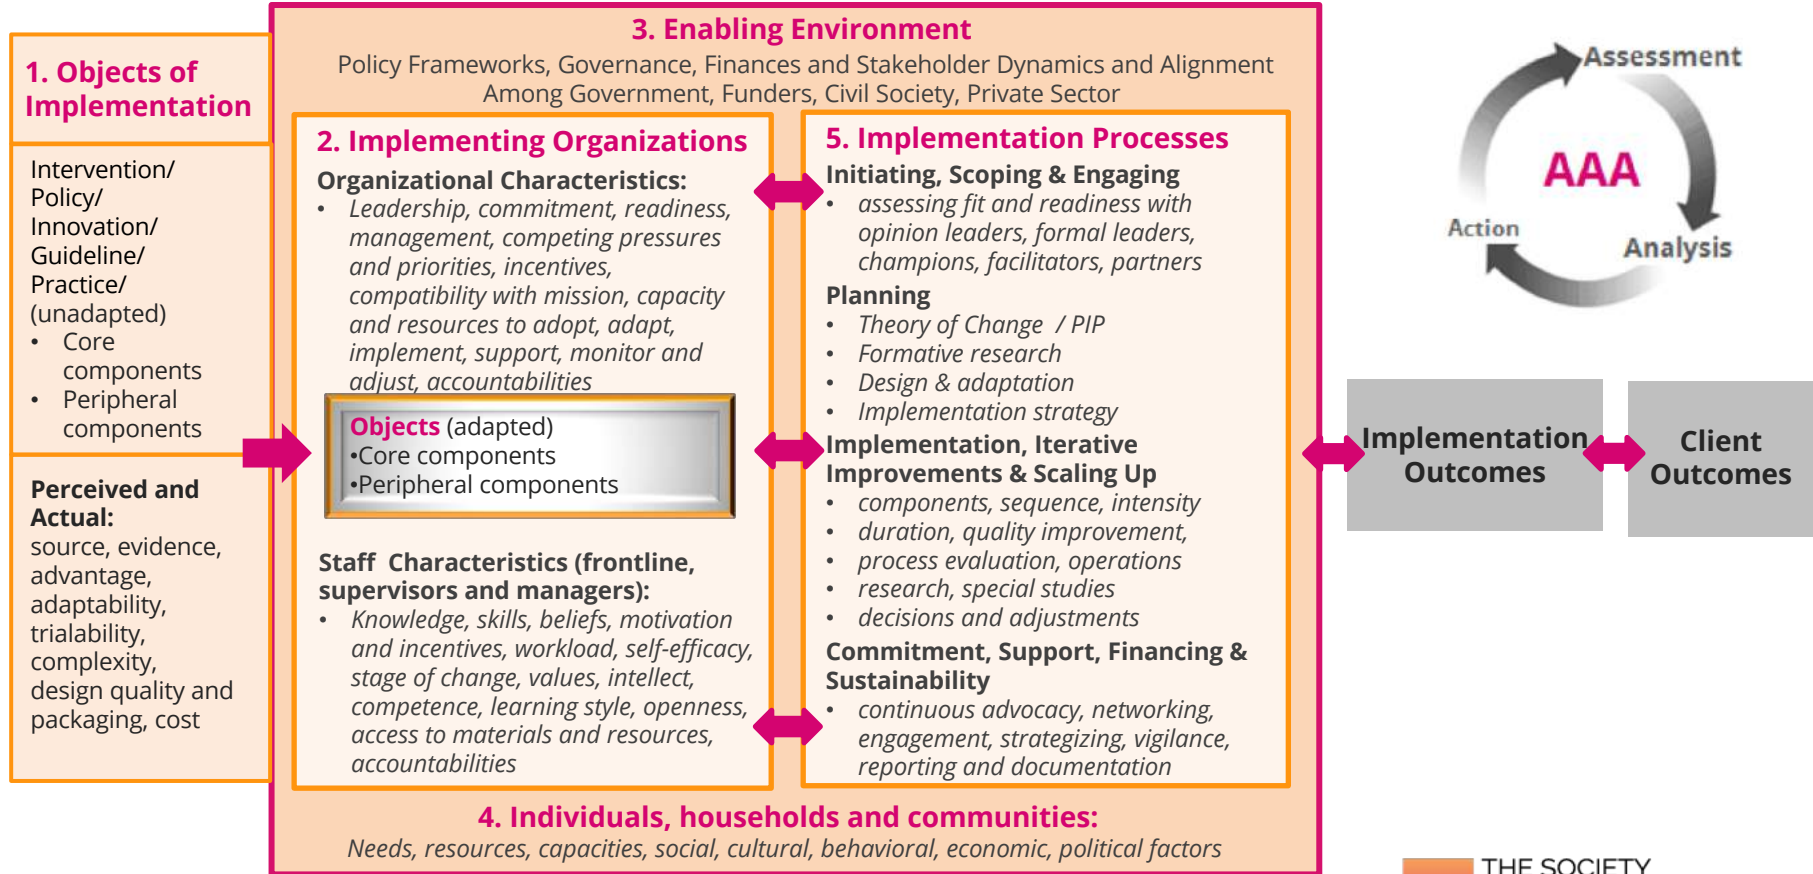 3. Enabling Environment
Policy Frameworks, Governance, Finances and Stakeholder Dynamics and Alignment
Among Government, Funders, Civil Society, Private Sector
1. Objects of
Implementation
Intervention/
Policy/
Innovation/
Guideline/
Practice/
(unadapted)
• Core
components
• Peripheral
components
Perceived and
Actual:
source, evidence,
advantage,
adaptability,
trialability,
complexity,
design quality and
packaging, cost
2. Implementing Organizations
Organizational Characteristics:
• Leadership, commitment, readiness,
management, competing pressures
and priorities, incentives,
compatibility with mission, capacity
and resources to adopt, adapt,
implement, support, monitor and
adjust, accountabilities
Objects (adapted)
•Core components
•Peripheral components
Staff Characteristics (frontline,
supervisors and managers):
• Knowledge, skills, beliefs, motivation
and incentives, workload, self-efficacy,
stage of change, values, intellect,
competence, learning style, openness,
access to materials and resources,
accountabilities
5. Implementation Processes
Initiating, Scoping & Engaging
• assessing fit and readiness with
opinion leaders, formal leaders,
champions, facilitators, partners
Planning
• Theory of Change / PIP
• Formative research
• Design & adaptation
• Implementation strategy
Implementation, Iterative
Improvements & Scaling Up
• components, sequence, intensity
• duration, quality improvement,
• process evaluation, operations
• research, special studies
• decisions and adjustments
Commitment, Support, Financing &
Sustainability
• continuous advocacy, networking,
engagement, strategizing, vigilance,
reporting and documentation
4. Individuals, households and communities:
Needs, resources, capacities, social, cultural, behavioral, economic, political factors
Assessment
AAA
Action
Analysis
Implementation
Outcomes
Client
Outcomes
THE SOCIETY